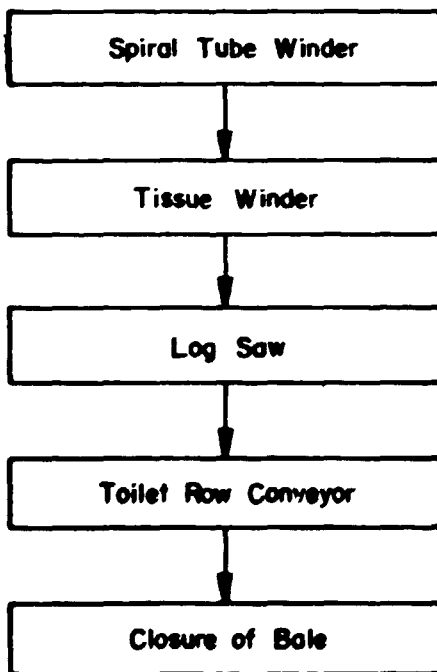 Spiral Tube Winder
Tissue Winder
Log Saw
Toilet Row Conveyor
Closure of Bale